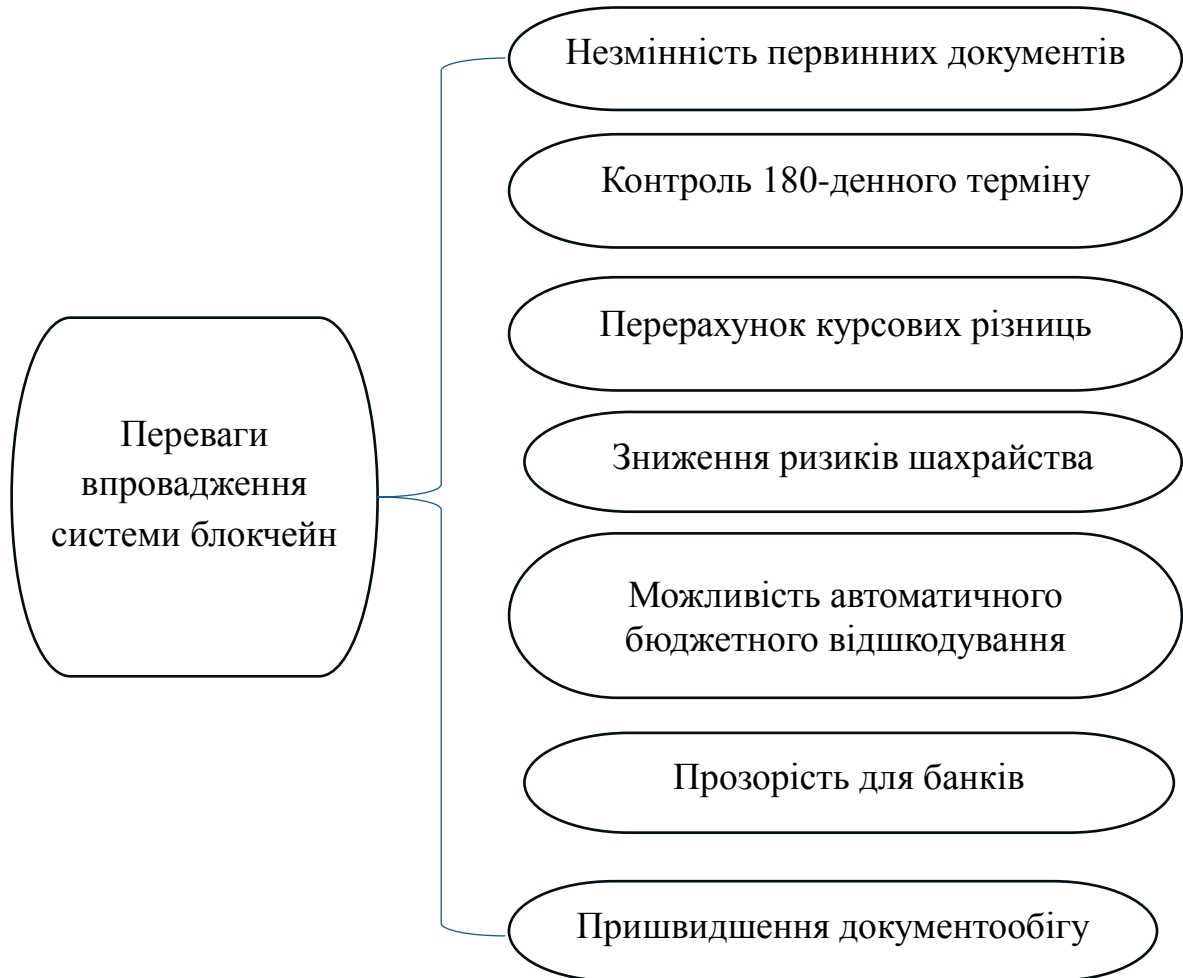 Незмінність первинних документів
Контроль 180-денного терміну
Перерахунок курсових різниць
Переваги
впровадження
системи блокчейн
Зниження ризиків шахрайства
Можливість автоматичного
бюджетного відшкодування
Прозорість для банків
Пришвидшення документообігу